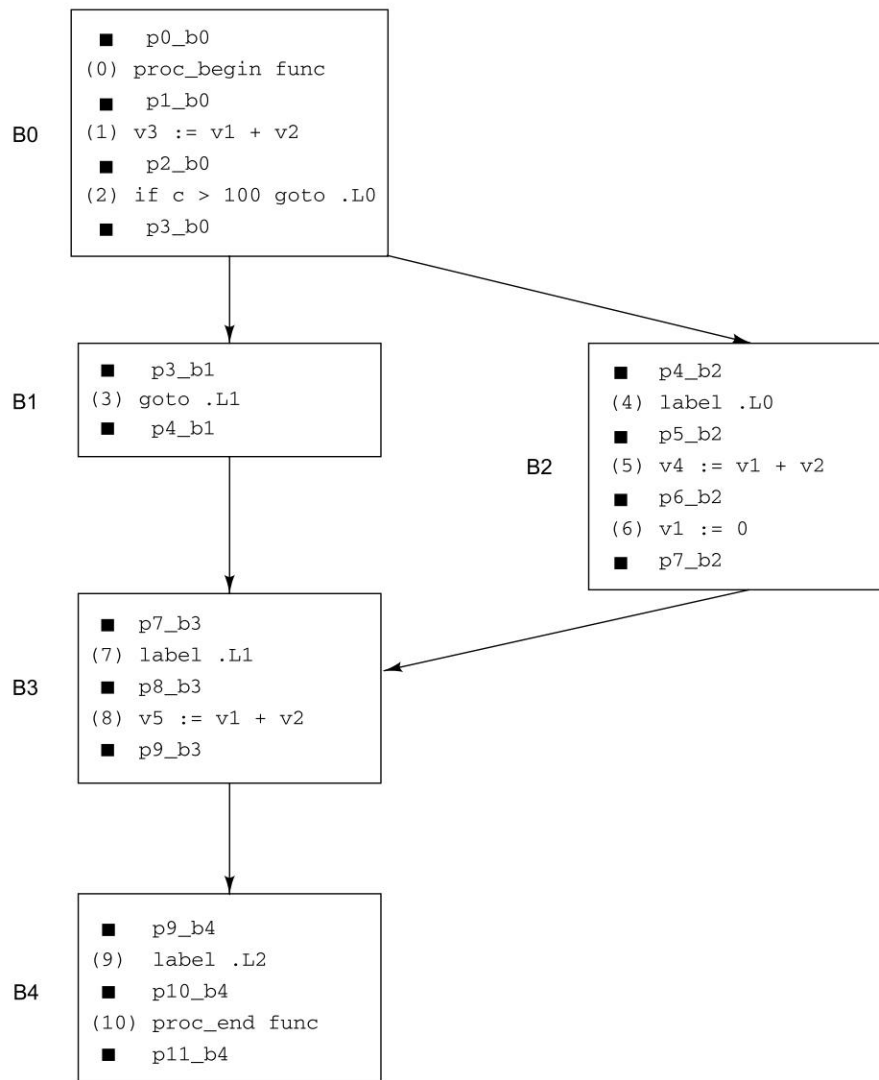 B0
p0_b0
(0) proc_begin func
p1_b0
(1) v3 := v1 + v2
p2_b0
(2) if c > 100 goto .L0
p3_b0
B1
p3_b1
(3) goto .L1
p4_b1
B2
p4_b2
(4) label .L0
p5_b2
(5) v4 := v1 + v2
p6_b2
(6) v1 := 0
p7_b2
B3
p7_b3
(7) label .L1
p8_b3
(8) v5 := v1 + v2
p9_b3
B4
p9_b4
(9) label .L2
p10_b4
(10) proc_end func
p11_b4